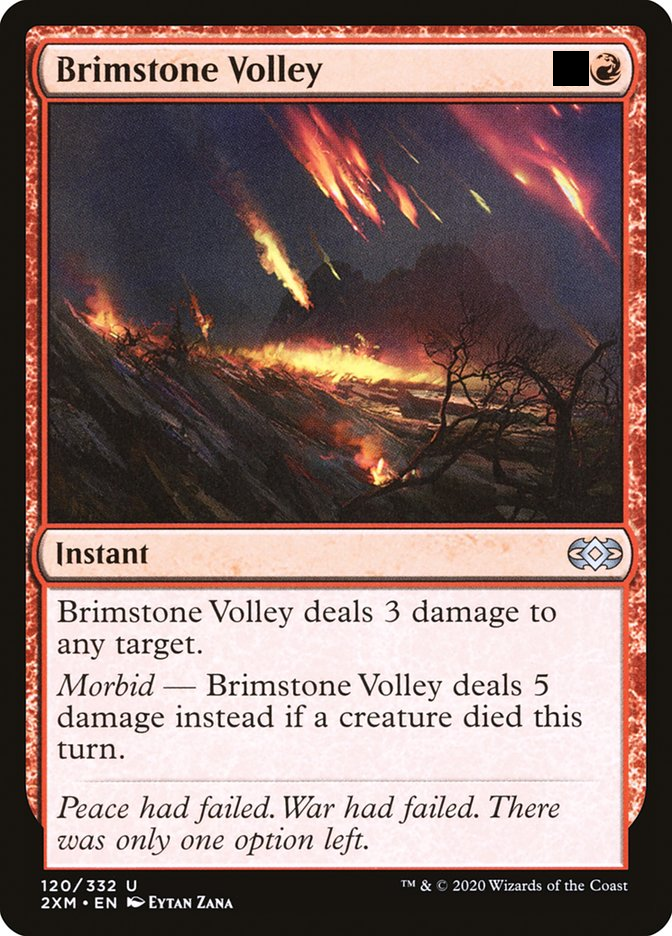 Brimstone Volley
Instant
Brimstone Volley deals 3 damage to
any target.
Morbid — Brimstone Volley deals 5
damage instead if a creature died this
turn.
Peace had failed. War had failed. There
was only one option left.
120/332 U
2XM • EN Eytan Zana
™ & © 2020 Wizards of the Coast